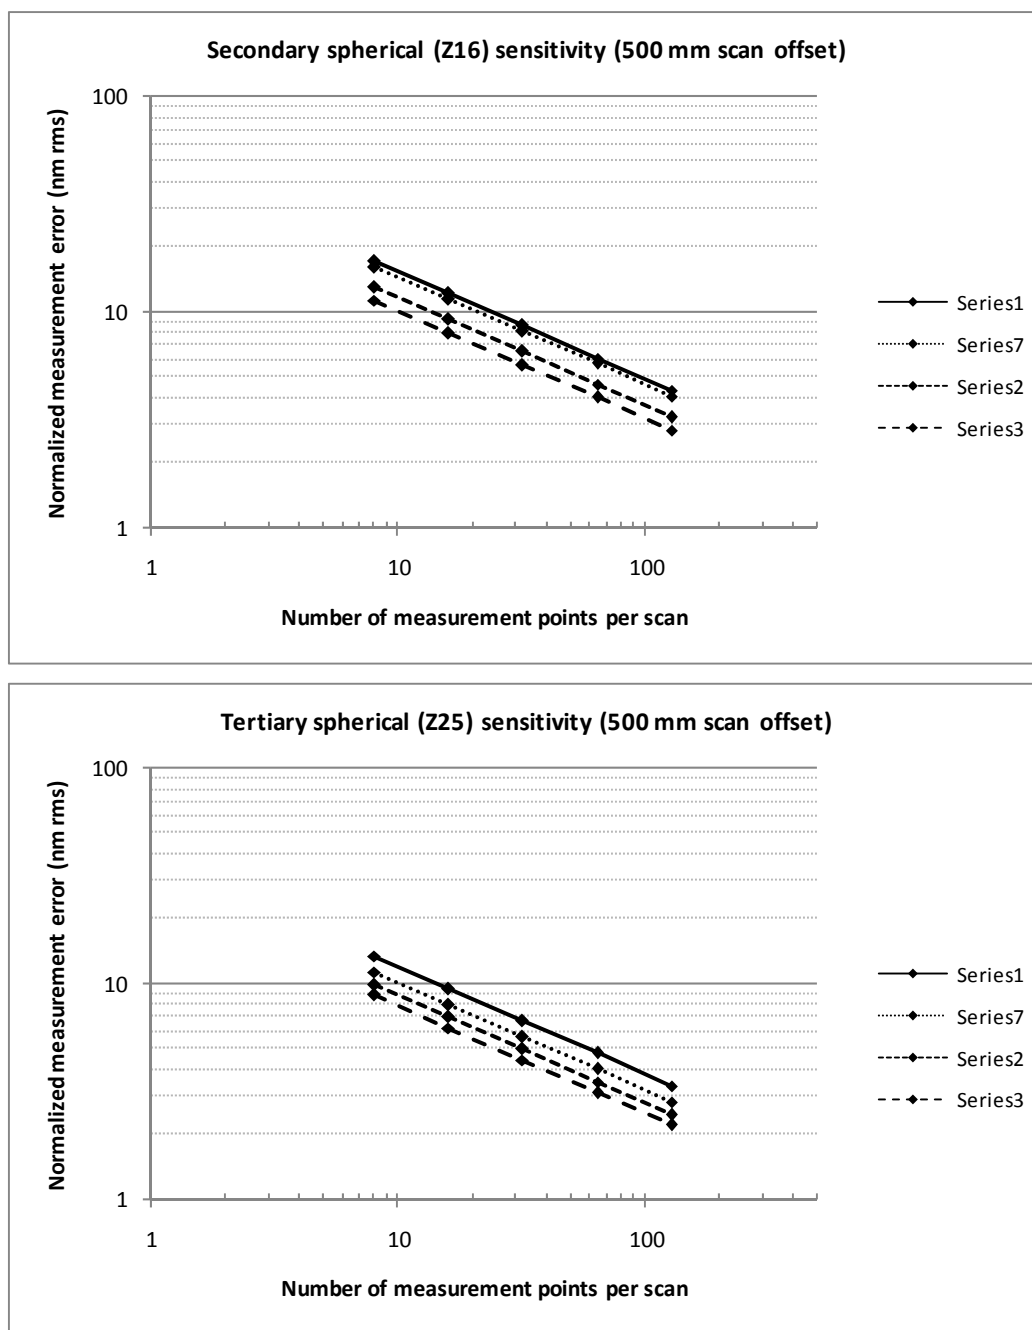 Secondary spherical (Z16) sensitivity (500 mm scan offset)
Normalized measurement error (nm rms)
100
10
1
1
10
100
Number of measurement points per scan
Series1
Series7
Series2
Series3
Tertiary spherical (Z25) sensitivity (500 mm scan offset)
Normalized measurement error (nm rms)
100
10
1
1
10
100
Number of measurement points per scan
Series1
Series7
Series2
Series3